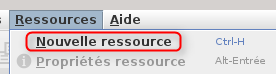 Ressources Aide
Nouvelle ressource Ctrl-H
Propriétés ressource Alt-Entrée